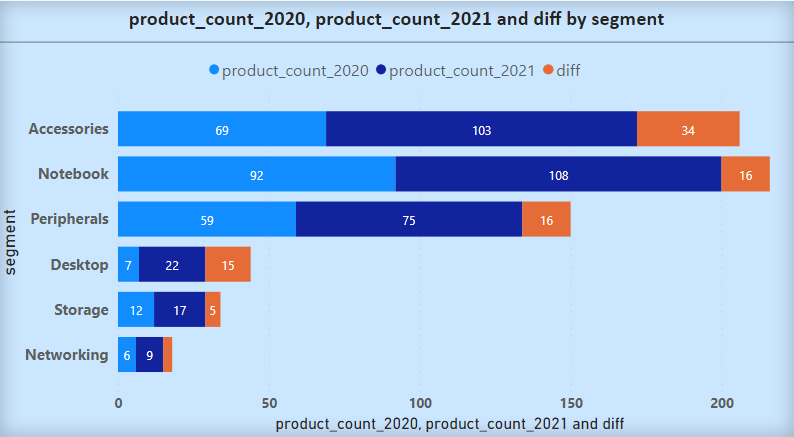 product_count_2020, product_count_2021 and diff by segment
product_count_2020 product_count_2021 diff
segment
Accessories 69 103 34
Notebook 92 108 16
Peripherals 59 75 16
Desktop 7 22 15
Storage 12 17 5
Networking 6 9
0 50 100 150 200
product_count_2020, product_count_2021 and diff